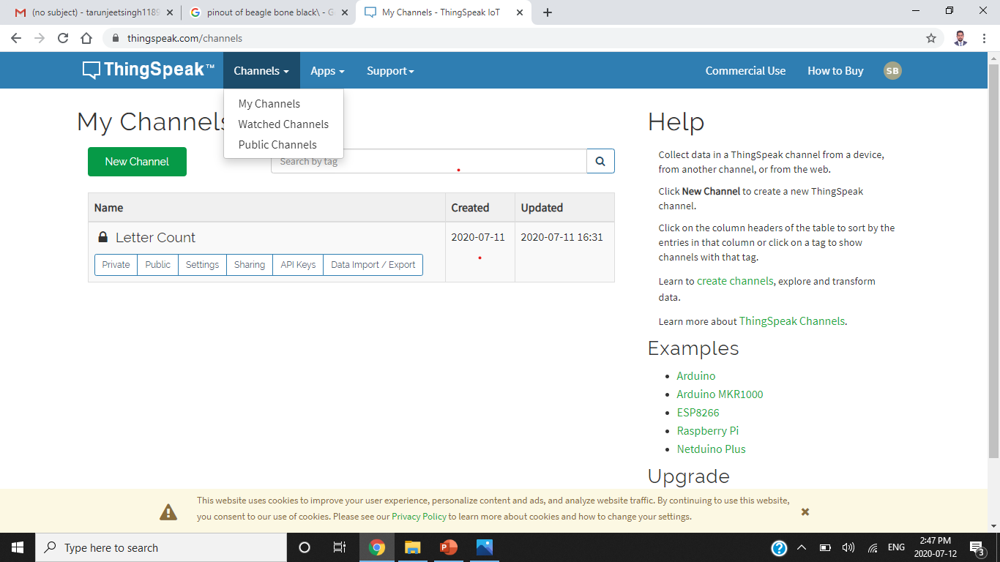 (no subject) - tarunjeetsingh1189
pinout of beagle bone black\ - G
My Channels - ThingSpeak IoT
thingspeak.com/channels
ThingSpeak™
Channels
Apps
Support
Commercial Use
How to Buy
SB
My Channels
Watched Channels
Public Channels
My Channels
New Channel
Search by tag
Name
Created
Updated
Letter Count
2020-07-11
2020-07-11 16:31
Private
Public
Settings
Sharing
API Keys
Data Import / Export
Help
Collect data in a ThingSpeak channel from a device,
from another channel, or from the web.
Click New Channel to create a new ThingSpeak
channel.
Click on the column headers of the table to sort by the
entries in that column or click on a tag to show
channels with that tag.
Learn to create channels, explore and transform
data.
Learn more about ThingSpeak Channels.
Examples
Arduino
Arduino MKR1000
ESP8266
Raspberry Pi
Netduino Plus
Upgrade
This website uses cookies to improve your user experience, personalize content and ads, and analyze website traffic. By continuing to use this website,
you consent to our use of cookies. Please see our Privacy Policy to learn more about cookies and how to change your settings.
Type here to search
ENG
2:47 PM
2020-07-12
3